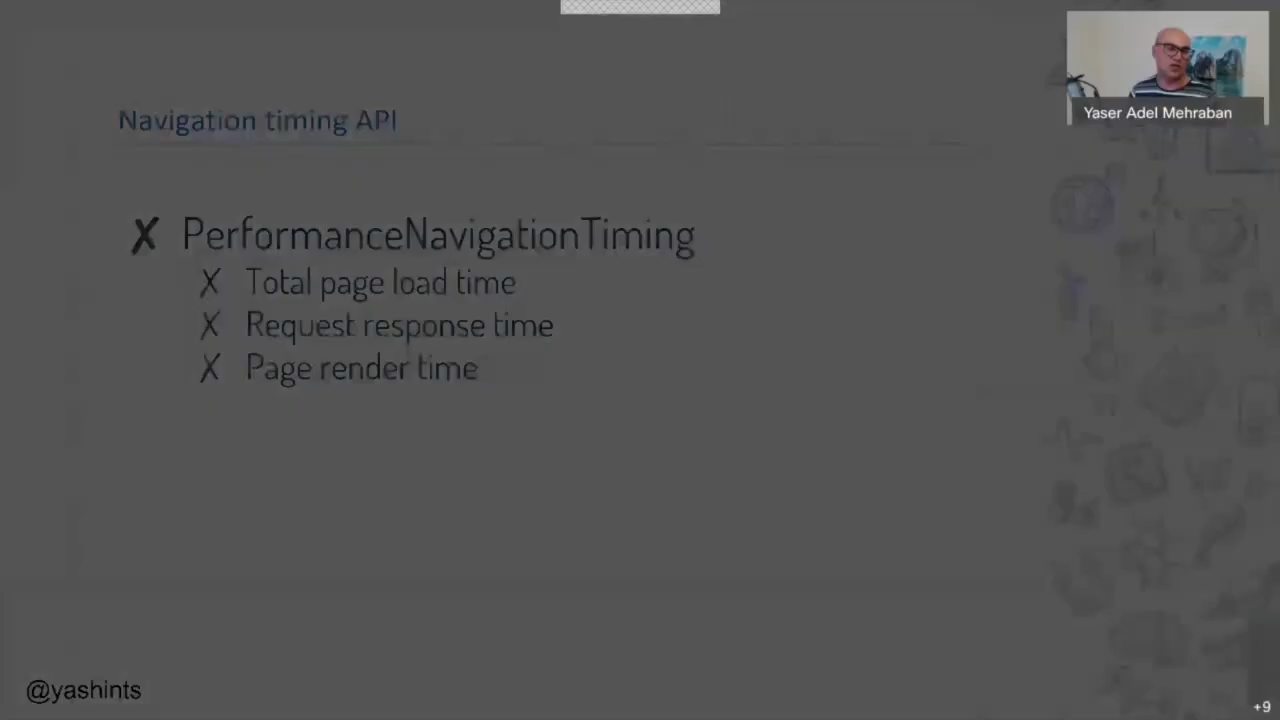 Yaser Adel Mehraban
Navigation timing API
✗ PerformanceNavigationTiming
✗ Total page load time
✗ Request response time
✗ Page render time
@yashints
+9